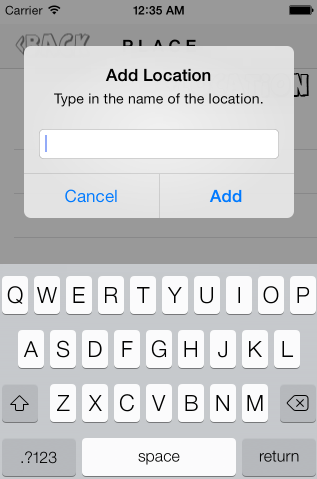 Carrier 12:35 AM
BACK PLACE
Add Location
Type in the name of the location.
Cancel Add
Q W E R T Y U I O P
A S D F G H J K L
Z X C V B N M
.?123 space return